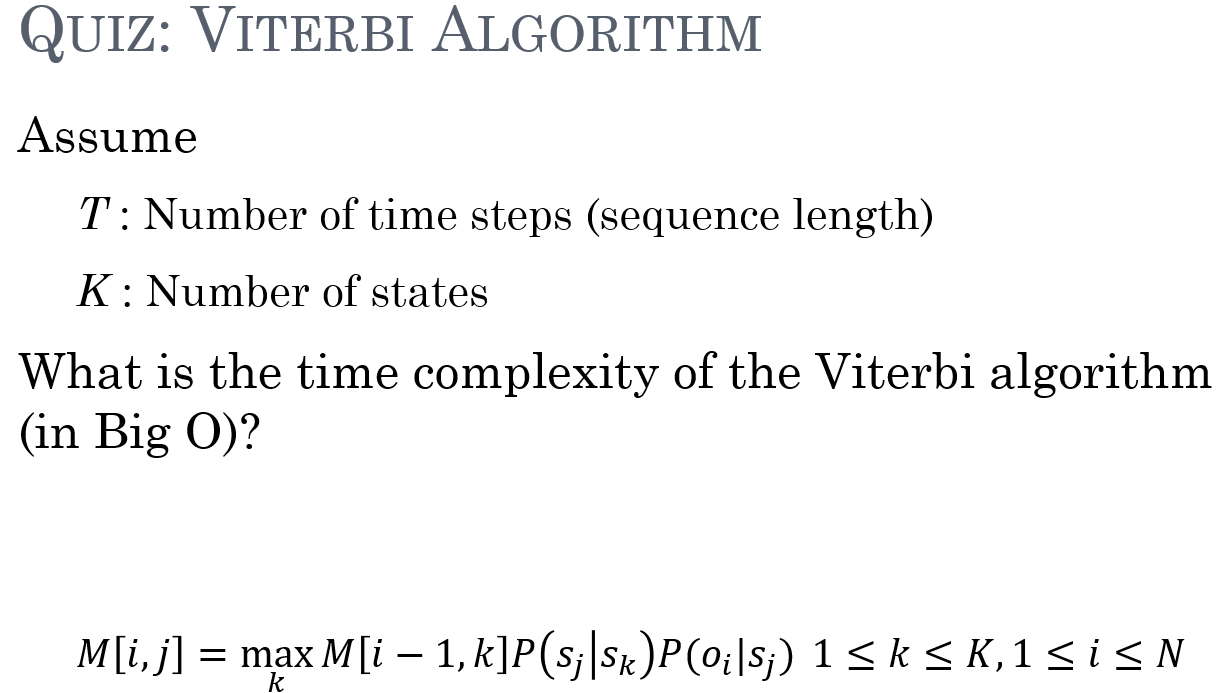 QUIZ: VITERBI ALGORITHM
Assume
T : Number of time steps (sequence length)
K : Number of states
What is the time complexity of the Viterbi algorithm
(in Big O)?
M[i, j] = max M[i − 1, k]P(s_j|s_k)P(o_i|s_j) 1 ≤ k ≤ K, 1 ≤ i ≤ N
k